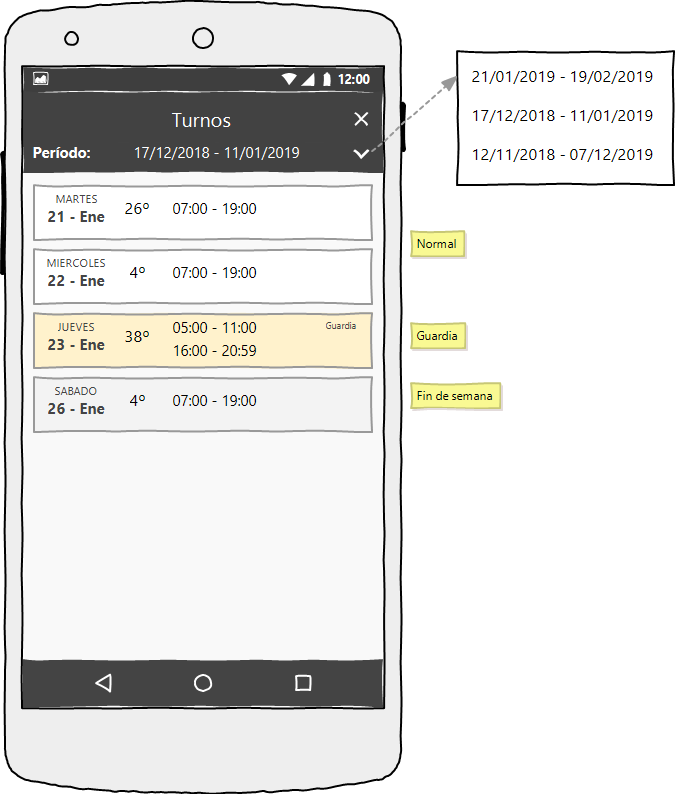 12:00
Turnos
Período: 17/12/2018 - 11/01/2019
MARTES
21 - Ene 26º 07:00 - 19:00
MIERCOLES
22 - Ene 4º 07:00 - 19:00
JUEVES
23 - Ene 38º 05:00 - 11:00
16:00 - 20:59
Guardia
SABADO
26 - Ene 4º 07:00 - 19:00
21/01/2019 - 19/02/2019
17/12/2018 - 11/01/2019
12/11/2018 - 07/12/2019
Normal
Guardia
Fin de semana